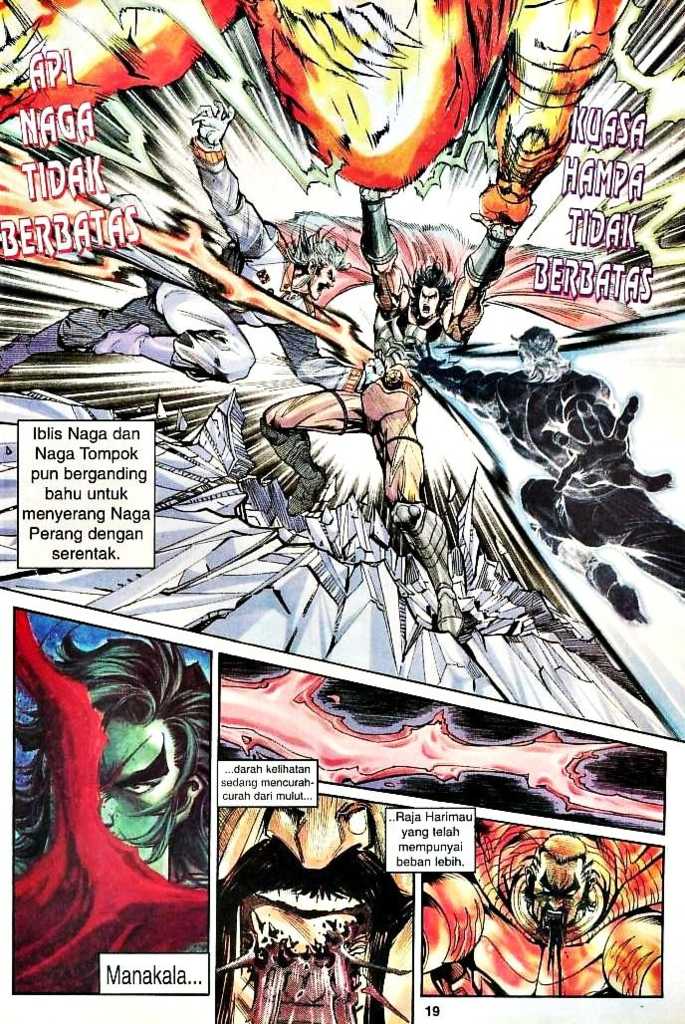 API
NAGA
TIDAK
BERBATAS
KUASA
HAMPA
TIDAK
BERBATAS
Iblis Naga dan
Naga Tompok
pun berganding
bahu untuk
menyerang Naga
Perang dengan
serentak.
Manakala...
...darah kelihatan
sedang mencurah-
curah dari mulut...
...Raja Harimau
yang telah
mempunyai
beban lebih.
19